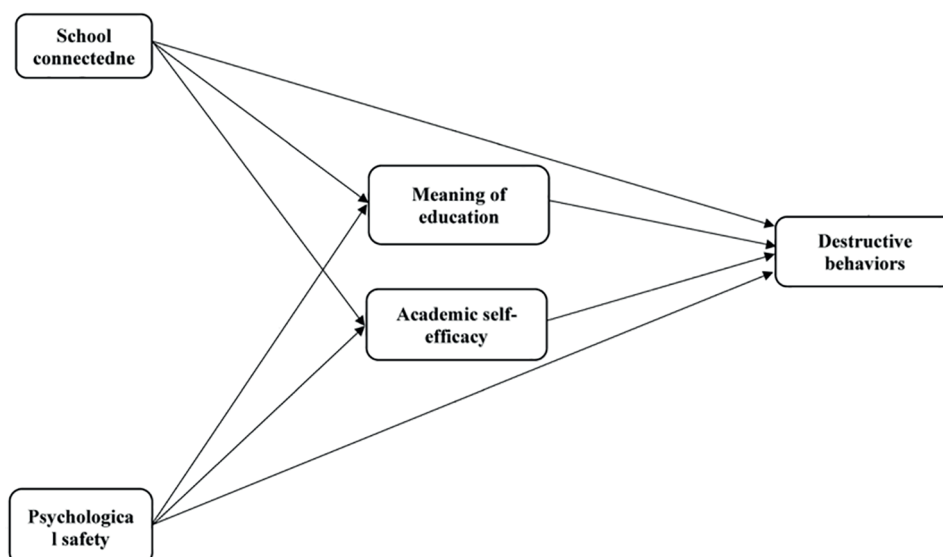 School
connectedne
Meaning of
education
Destructive
behaviors
Academic self-
efficacy
Psychologica
l safety